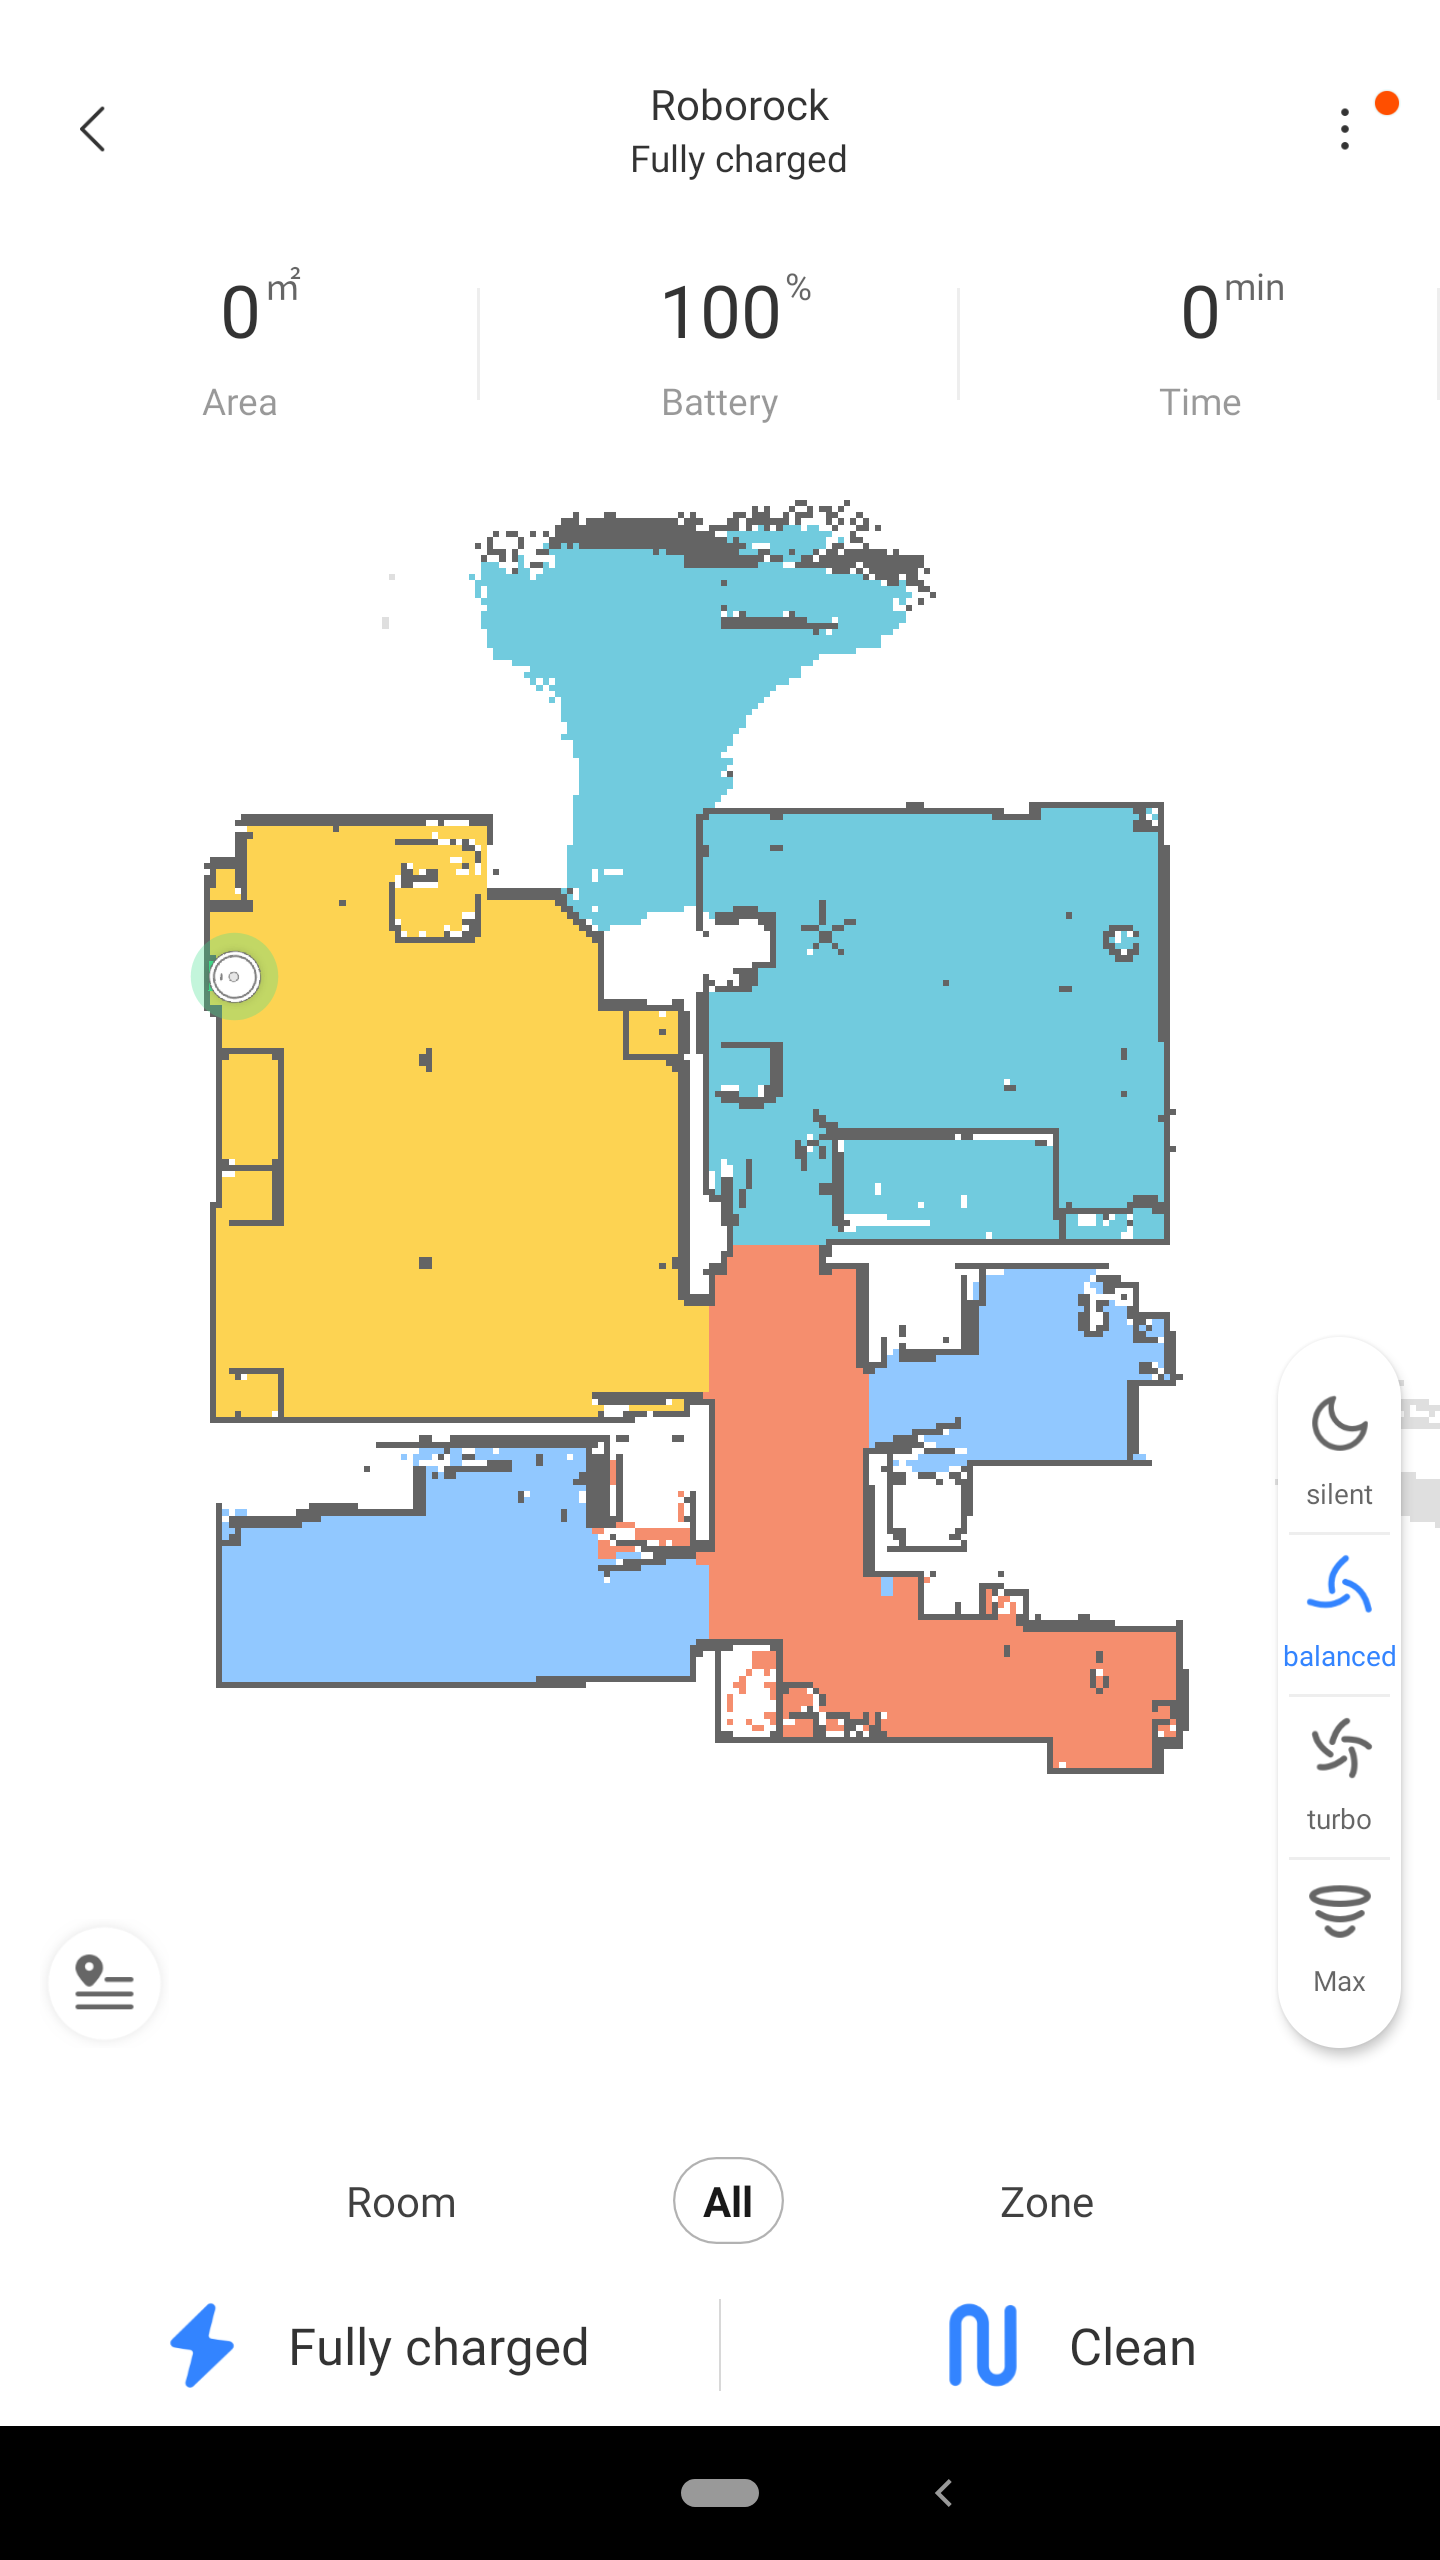 Roborock
Fully charged
0 m²
100 %
0 min
Area
Battery
Time
silent
balanced
turbo
Max
Room
All
Zone
Fully charged
Clean